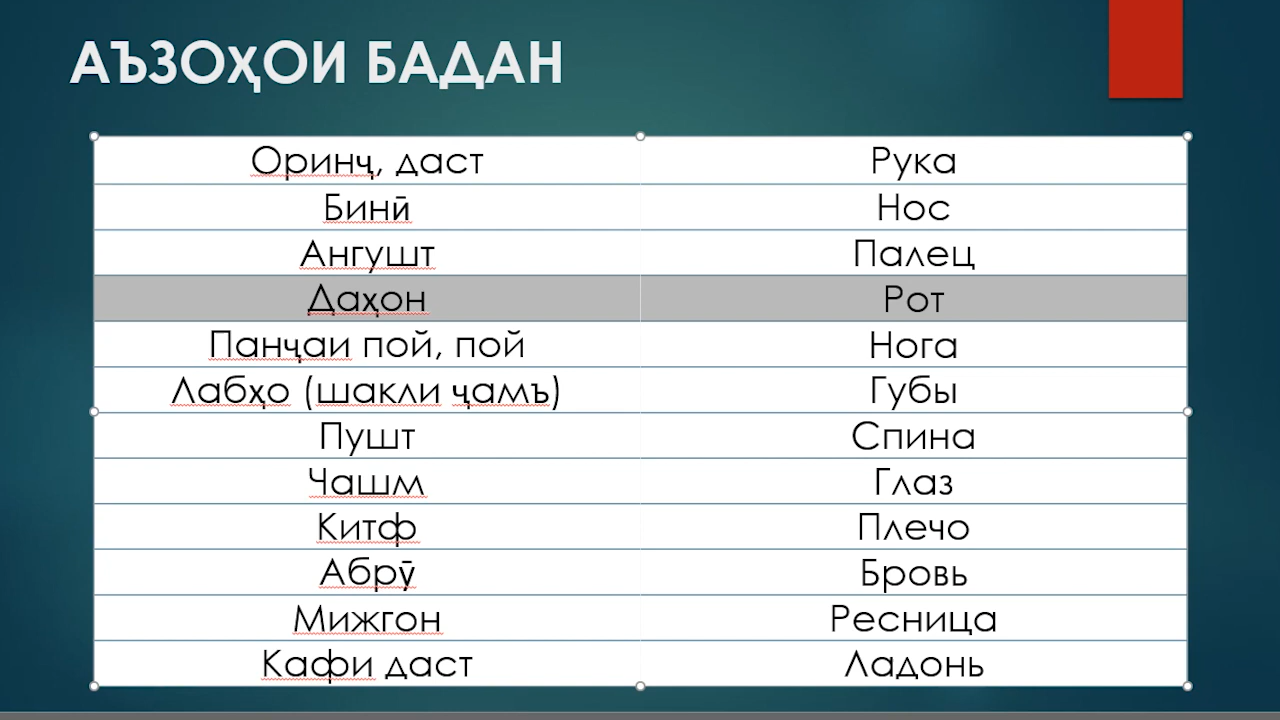 АЪЗОҲОИ БАДАН
Оринҷ, даст Рука
Бинӣ Нос
Ангушт Палец
Даҳон Рот
Панҷаи пой, пой Нога
Лабҳо (шакли ҷамъ) Губы
Пушт Спина
Чашм Глаз
Китф Плечо
Абрӯ Бровь
Мижгон Ресница
Кафи даст Ладонь